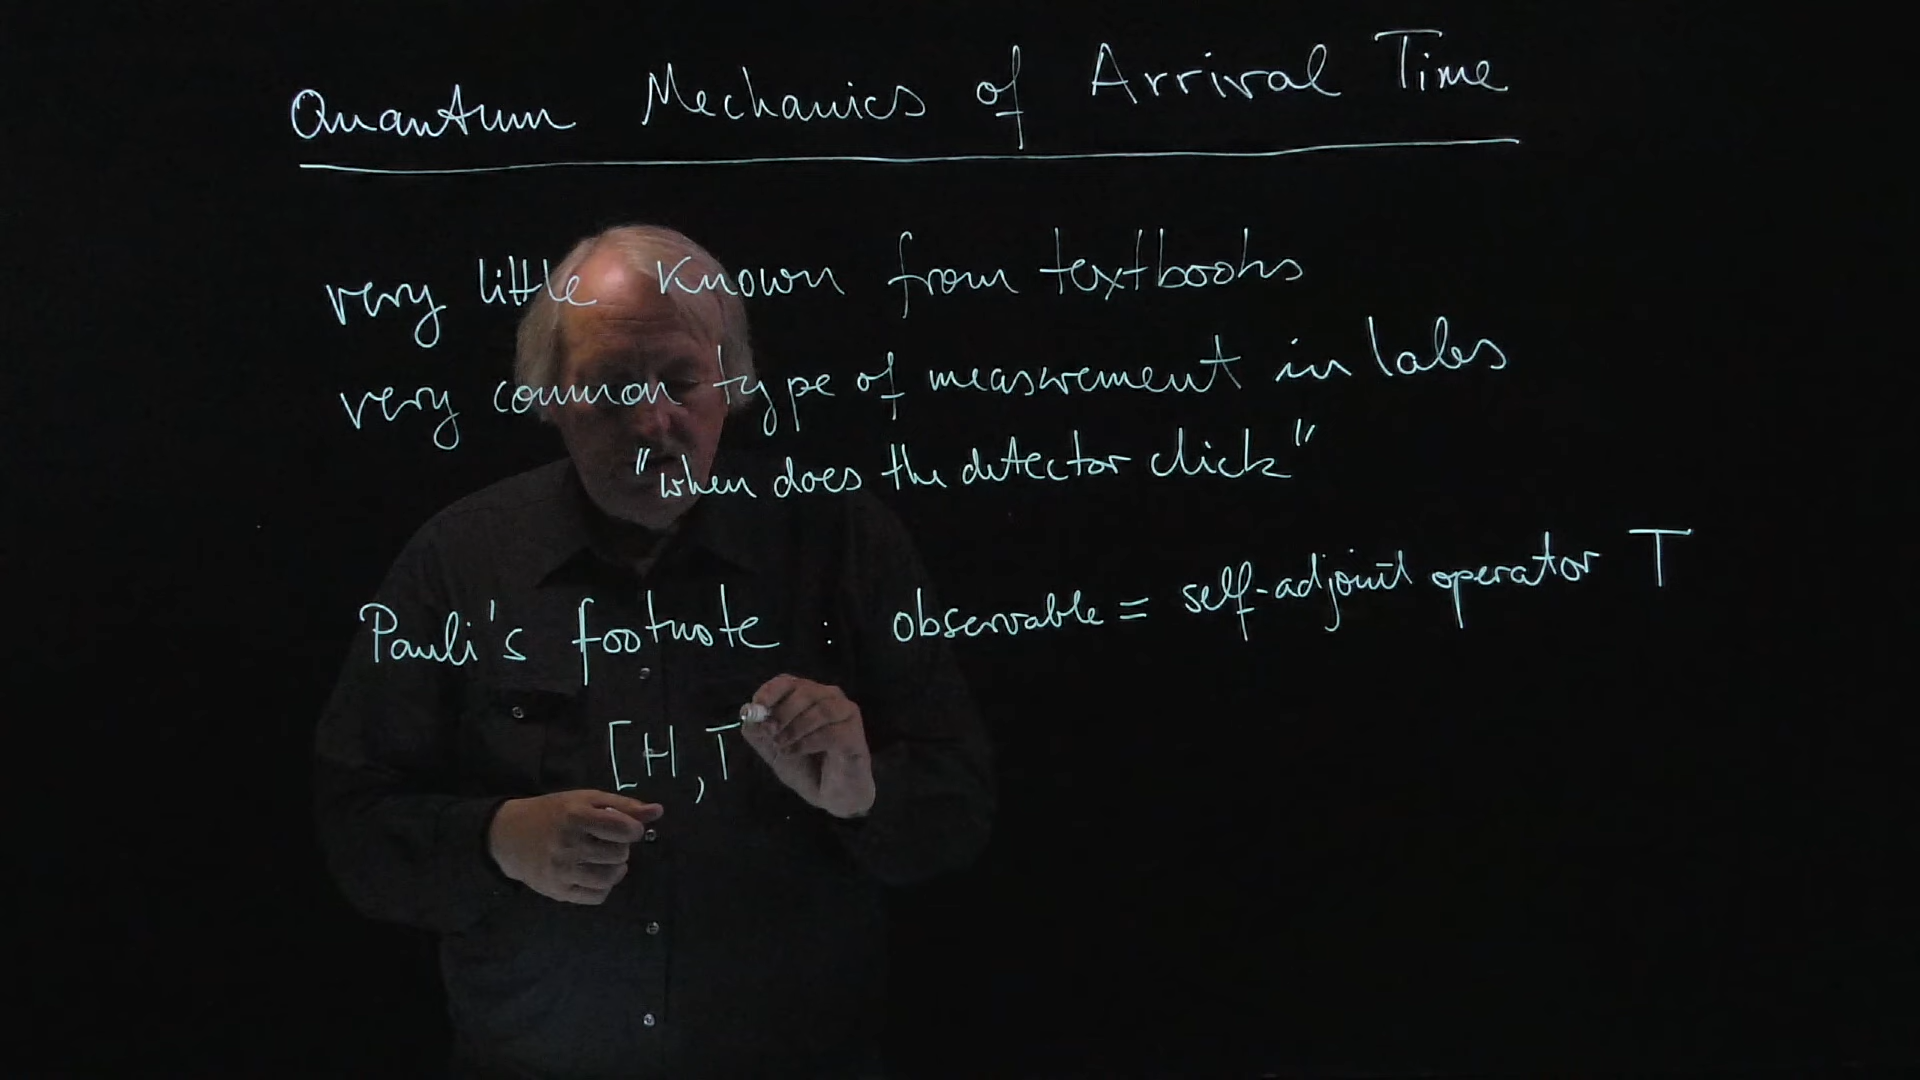 Quantum Mechanics of Arrival Time
very little known from textbooks
very common type of measurement in labs
"when does the detector click"
Pauli's footnote : observable = self-adjoint operator T
[H,T